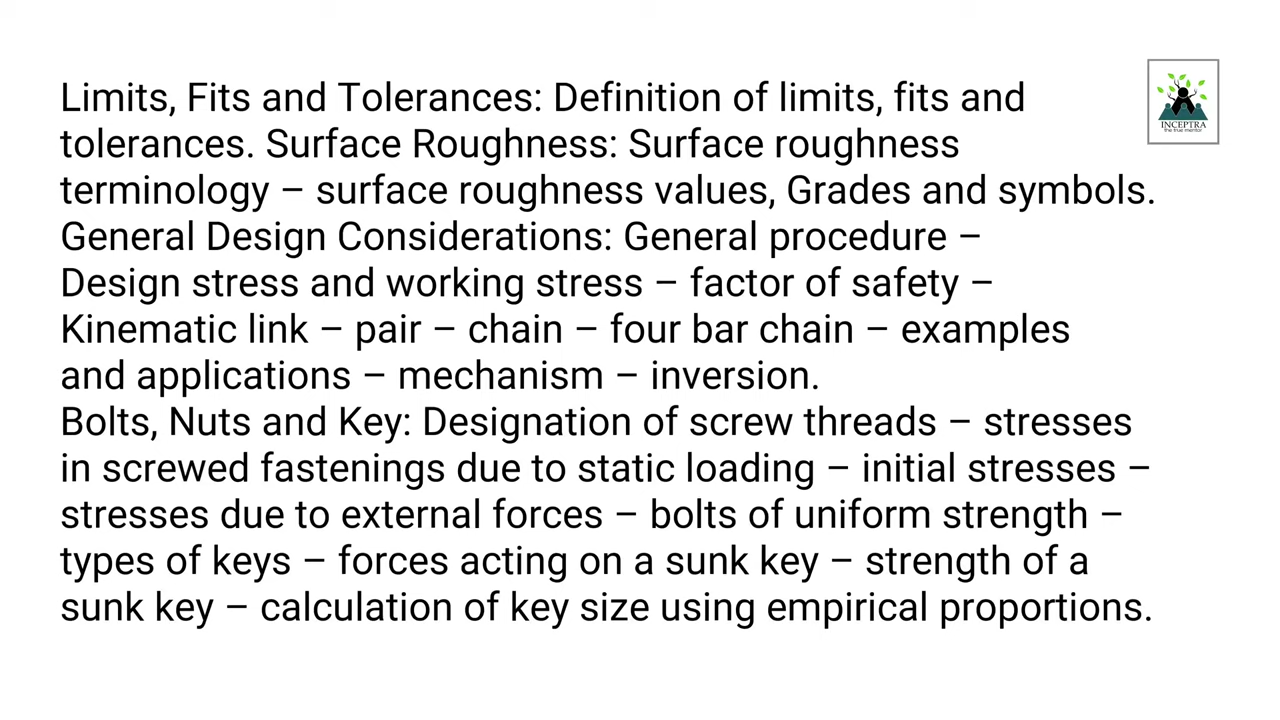 Limits, Fits and Tolerances: Definition of limits, fits and
tolerances. Surface Roughness: Surface roughness
terminology – surface roughness values, Grades and symbols.
General Design Considerations: General procedure –
Design stress and working stress – factor of safety –
Kinematic link – pair – chain – four bar chain – examples
and applications – mechanism – inversion.
Bolts, Nuts and Key: Designation of screw threads – stresses
in screwed fastenings due to static loading – initial stresses –
stresses due to external forces – bolts of uniform strength –
types of keys – forces acting on a sunk key – strength of a
sunk key – calculation of key size using empirical proportions.
INCEPTRA
the true mentor